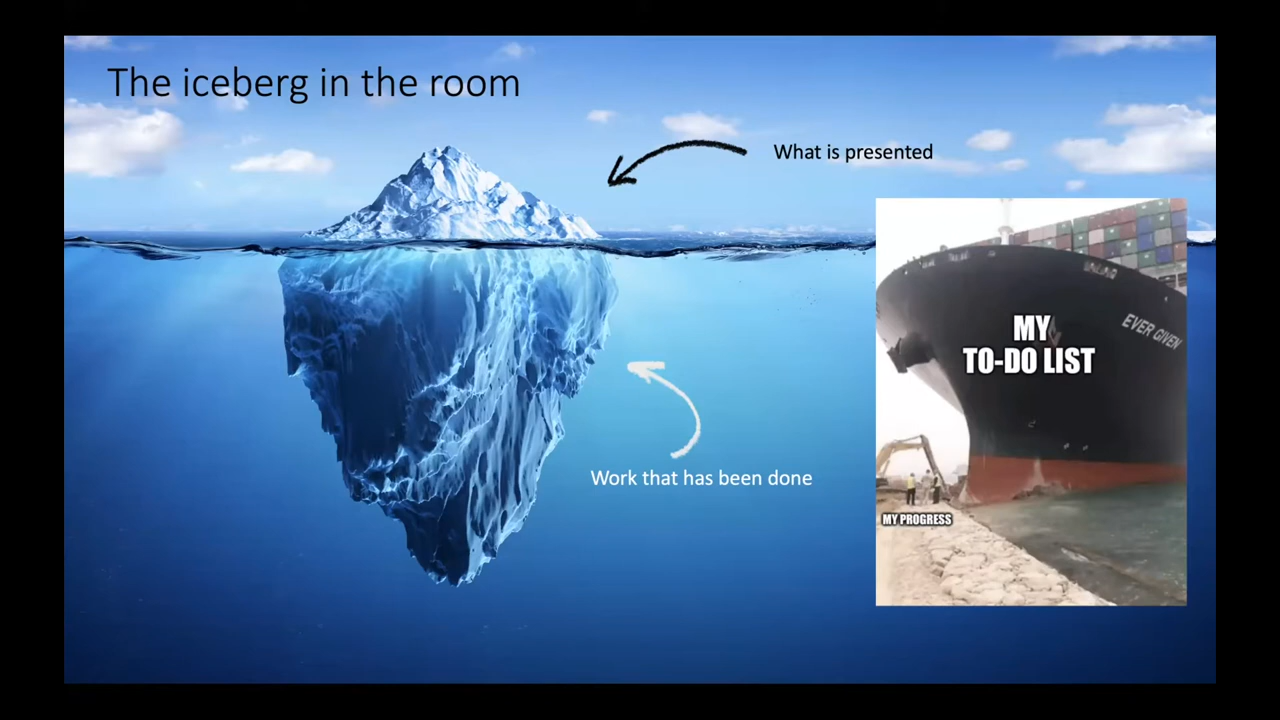 The iceberg in the room
What is presented
Work that has been done
MY
TO-DO LIST
EVER GIVEN
MY PROGRESS